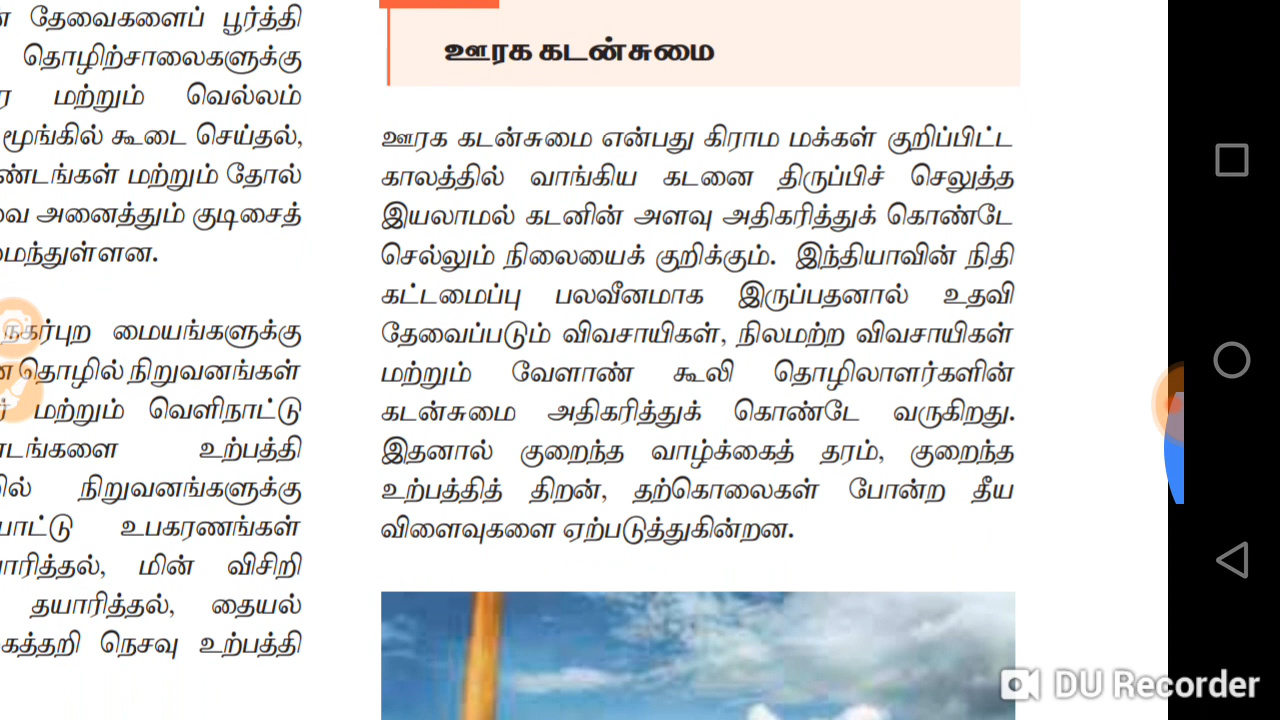 தேவைகளைப் பூர்த்தி
தொழிற்சாலைகளுக்கு
மற்றும் வெல்லம்
மூங்கில் கூடை செய்தல்,
மற்றும் தோல்
அனைத்தும் குடிசைத்
நகர்புற மையங்களுக்கு
தொழில் நிறுவனங்கள்
மற்றும் வெளிநாட்டு
உற்பத்தி
நிறுவனங்களுக்கு
உபகரணங்கள்
மின் விசிறி
தயாரித்தல், தையல்
நெசவு உற்பத்தி
ஊரக கடன்சுமை
ஊரக கடன்சுமை என்பது கிராம மக்கள் குறிப்பிட்ட
காலத்தில் வாங்கிய கடனை திருப்பிச் செலுத்த
இயலாமல் கடனின் அளவு அதிகரித்துக் கொண்டே
செல்லும் நிலையைக் குறிக்கும். இந்தியாவின் நிதி
கட்டமைப்பு பலவீனமாக இருப்பதனால் உதவி
தேவைப்படும் விவசாயிகள், நிலமற்ற விவசாயிகள்
மற்றும் வேளாண் கூலி தொழிலாளர்களின்
கடன்சுமை அதிகரித்துக் கொண்டே வருகிறது.
இதனால் குறைந்த வாழ்க்கைத் தரம், குறைந்த
உற்பத்தித் திறன், தற்கொலைகள் போன்ற தீய
விளைவுகளை ஏற்படுத்துகின்றன.
DU Recorder